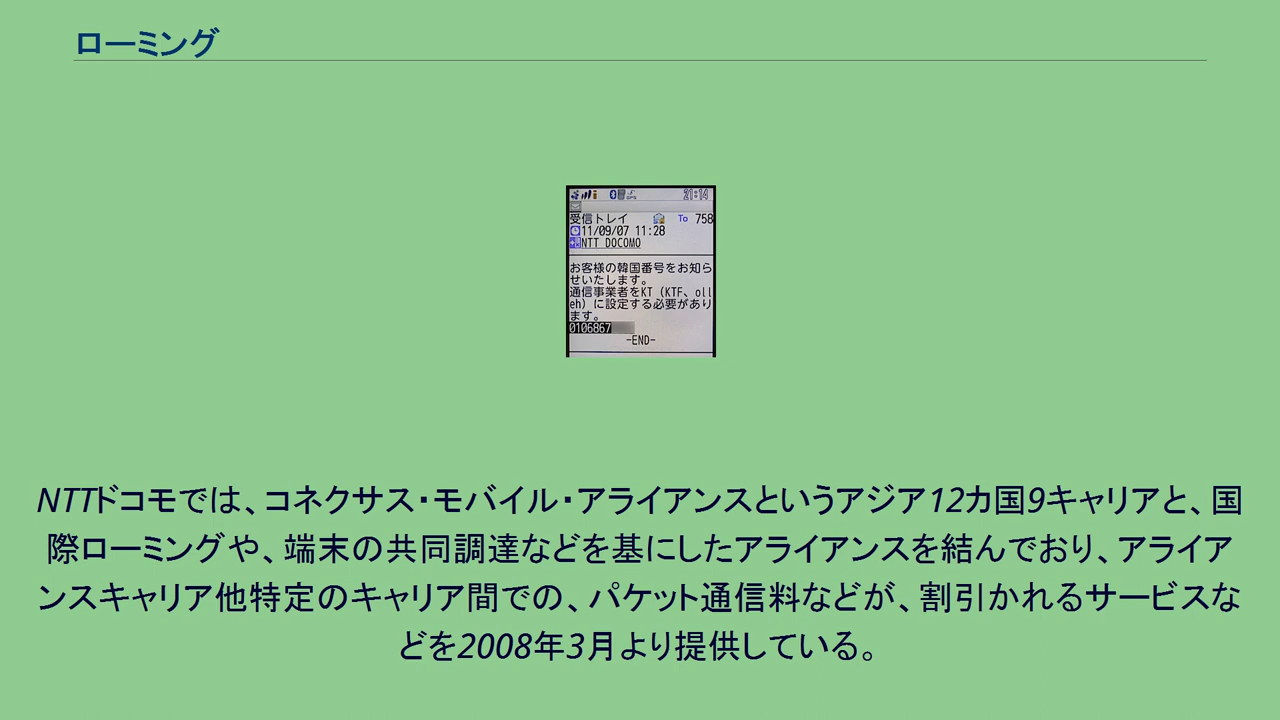 ローミング
21:14
受信トレイ To 758
11/09/07 11:28
NTT DOCOMO
お客様の韓国番号をお知ら
せいたします。
通信事業者をKT（KTF、oll
eh）に設定する必要があり
ます。
0106867
-END-
NTTドコモでは、コネクサス・モバイル・アライアンスというアジア12カ国9キャリアと、国
際ローミングや、端末の共同調達などを基にしたアライアンスを結んでおり、アライア
ンスキャリア他特定のキャリア間での、パケット通信料などが、割引かれるサービスな
どを2008年3月より提供している。